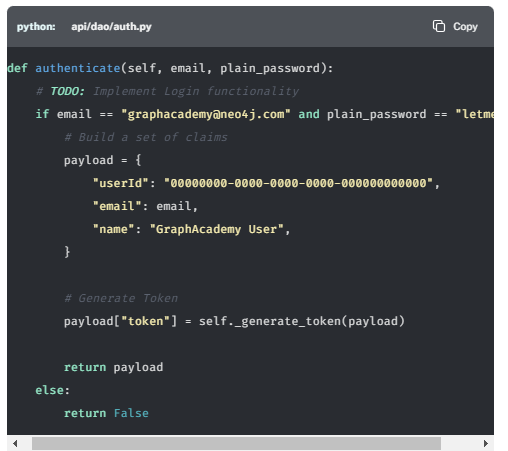 python: api/dao/auth.py Copy
def authenticate(self, email, plain_password):
    # TODO: Implement Login functionality
    if email == "graphacademy@neo4j.com" and plain_password == "letme
        # Build a set of claims
        payload = {
            "userId": "00000000-0000-0000-0000-000000000000",
            "email": email,
            "name": "GraphAcademy User",
        }
        # Generate Token
        payload["token"] = self._generate_token(payload)
        return payload
    else:
        return False